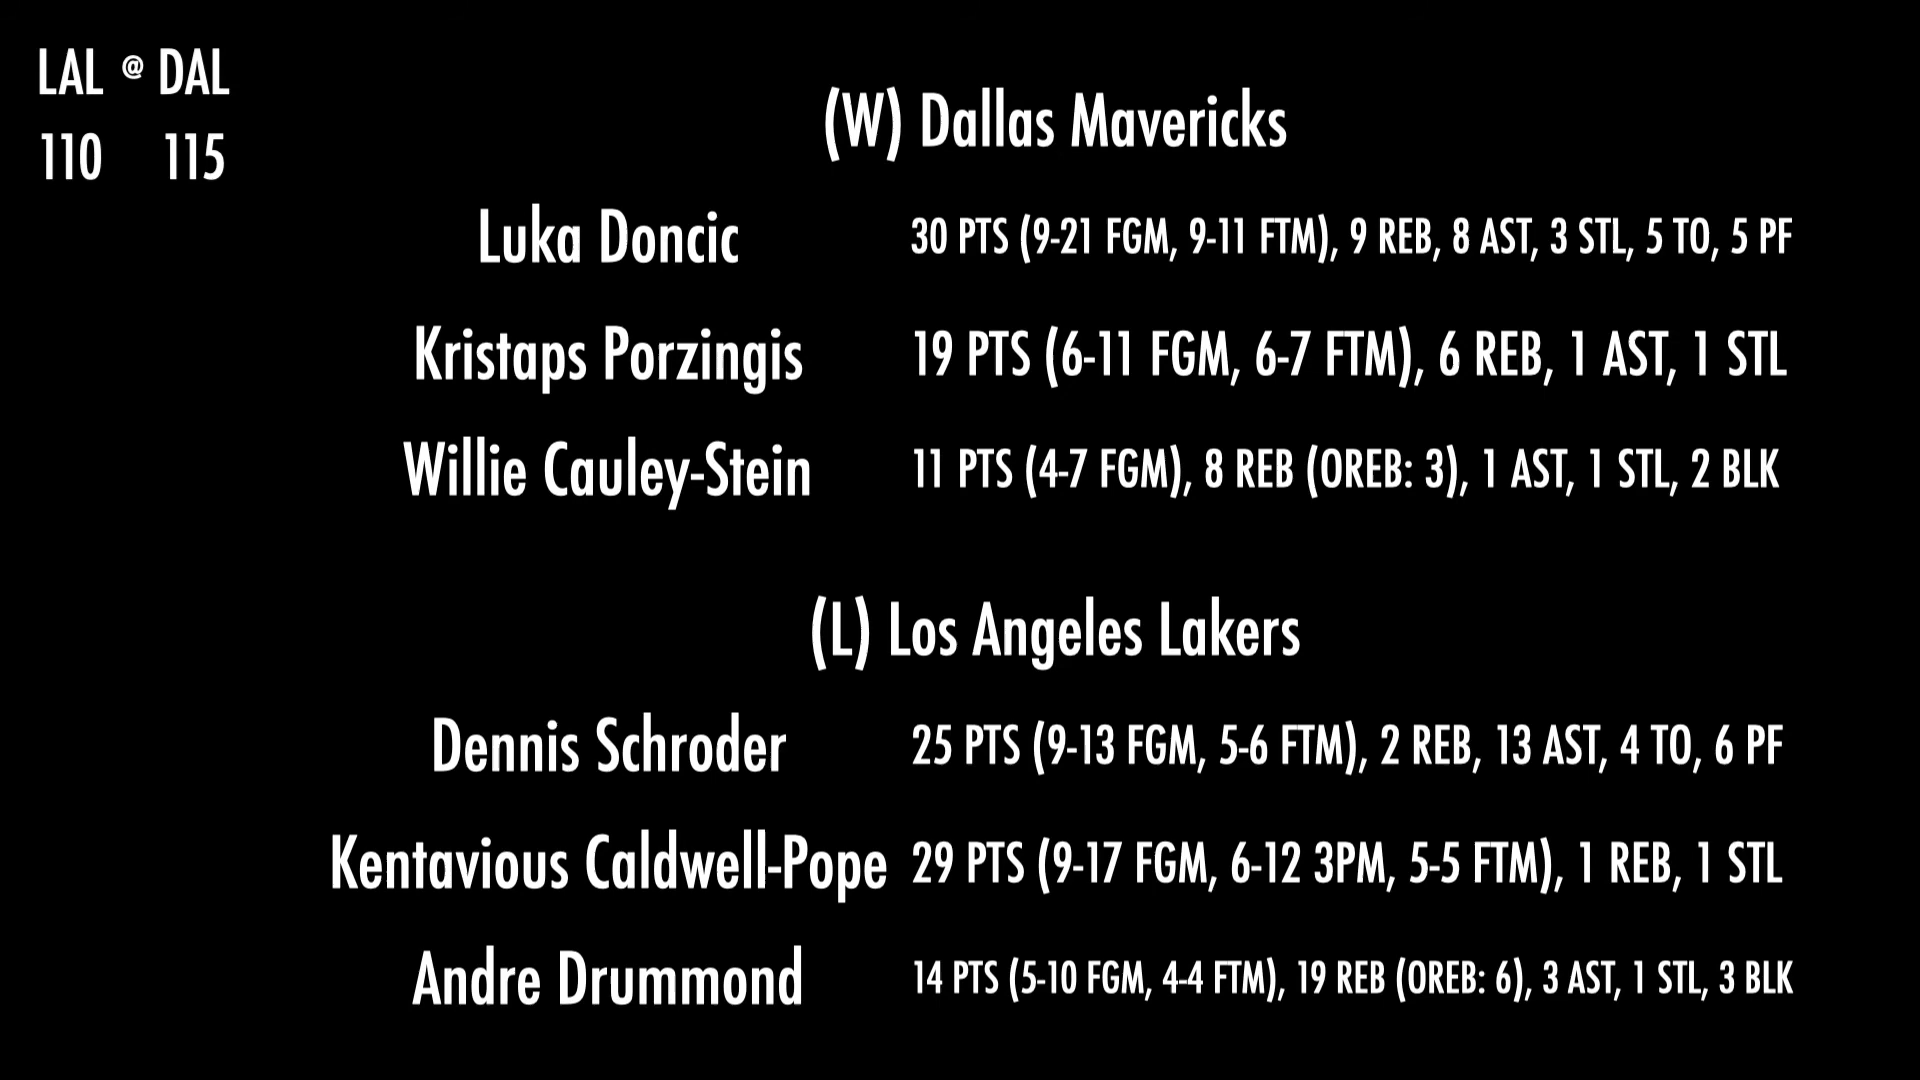 LAL @ DAL
110 115
(W) Dallas Mavericks
Luka Doncic 30 PTS (9-21 FGM, 9-11 FTM), 9 REB, 8 AST, 3 STL, 5 TO, 5 PF
Kristaps Porzingis 19 PTS (6-11 FGM, 6-7 FTM), 6 REB, 1 AST, 1 STL
Willie Cauley-Stein 11 PTS (4-7 FGM), 8 REB (OREB: 3), 1 AST, 1 STL, 2 BLK
(L) Los Angeles Lakers
Dennis Schroder 25 PTS (9-13 FGM, 5-6 FTM), 2 REB, 13 AST, 4 TO, 6 PF
Kentavious Caldwell-Pope 29 PTS (9-17 FGM, 6-12 3PM, 5-5 FTM), 1 REB, 1 STL
Andre Drummond 14 PTS (5-10 FGM, 4-4 FTM), 19 REB (OREB: 6), 3 AST, 1 STL, 3 BLK